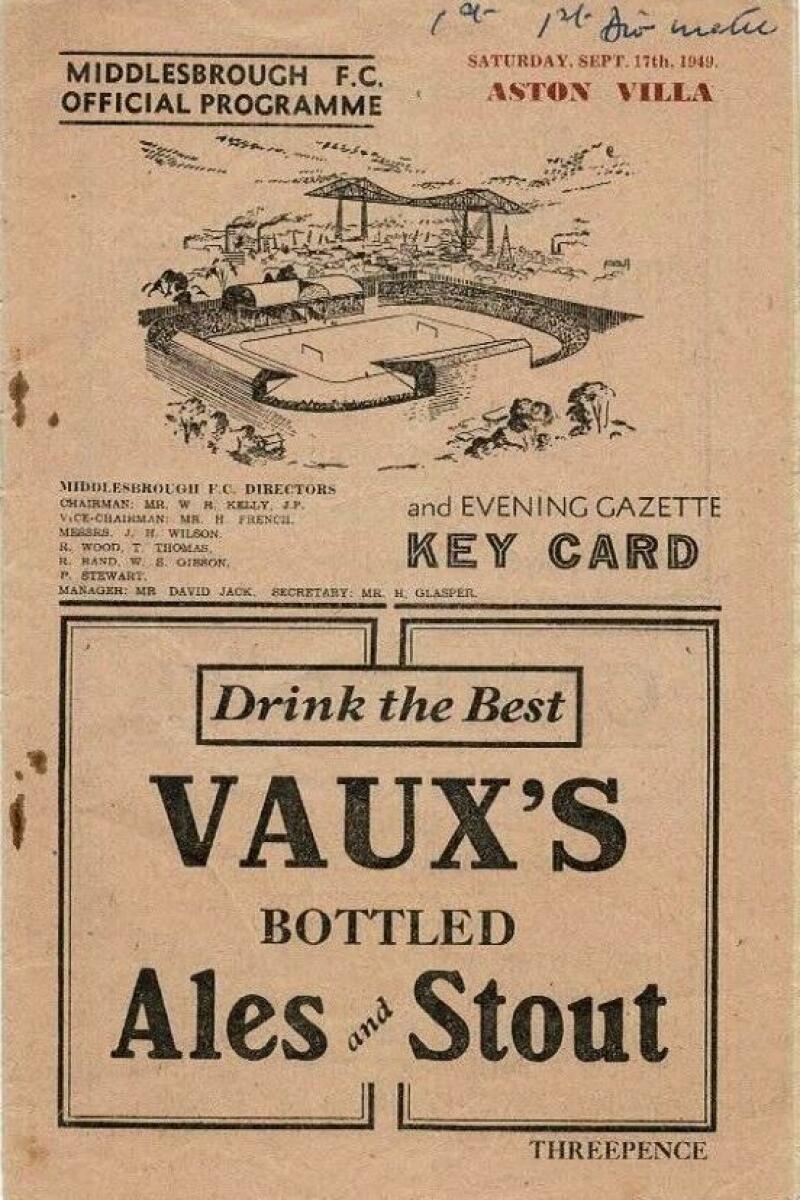 1st 1st Div
MIDDLESBROUGH F.C.
OFFICIAL PROGRAMME
SATURDAY, SEPT. 17th, 1949.
ASTON VILLA
MIDDLESBROUGH F.C. DIRECTORS
CHAIRMAN: MR. W. R. KELLY, J.P.
VICE-CHAIRMAN: MR. H. FRENCH.
MESSRS. J. H. WILSON.
R. WOOD, T. THOMAS,
R. RAND, W. S. GIBSON,
P. STEWART.
MANAGER: MR DAVID JACK. SECRETARY: MR. H. GLASPER.
and EVENING GAZETTE
KEY CARD
Drink the Best
VAUX'S
BOTTLED
Ales and Stout
THREEPENCE